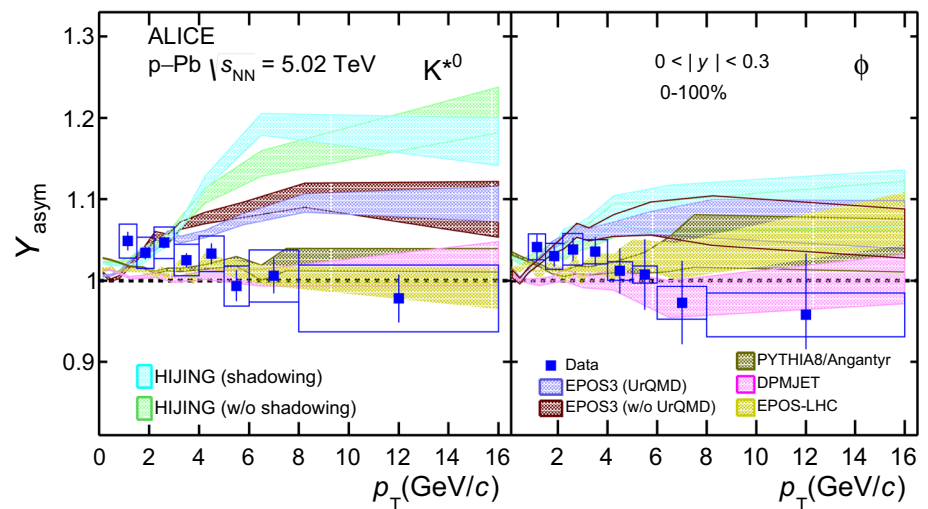 ALICE
p–Pb √sNN = 5.02 TeV
K*0
0 < | y | < 0.3
0-100%
ϕ
Yasym
1.3
1.2
1.1
1
0.9
HIJING (shadowing)
HIJING (w/o shadowing)
Data
EPOS3 (UrQMD)
EPOS3 (w/o UrQMD)
PYTHIA8/Angantyr
DPMJET
EPOS-LHC
0 2 4 6 8 10 12 14 16
2 4 6 8 10 12 14 16
pT(GeV/c)
pT(GeV/c)